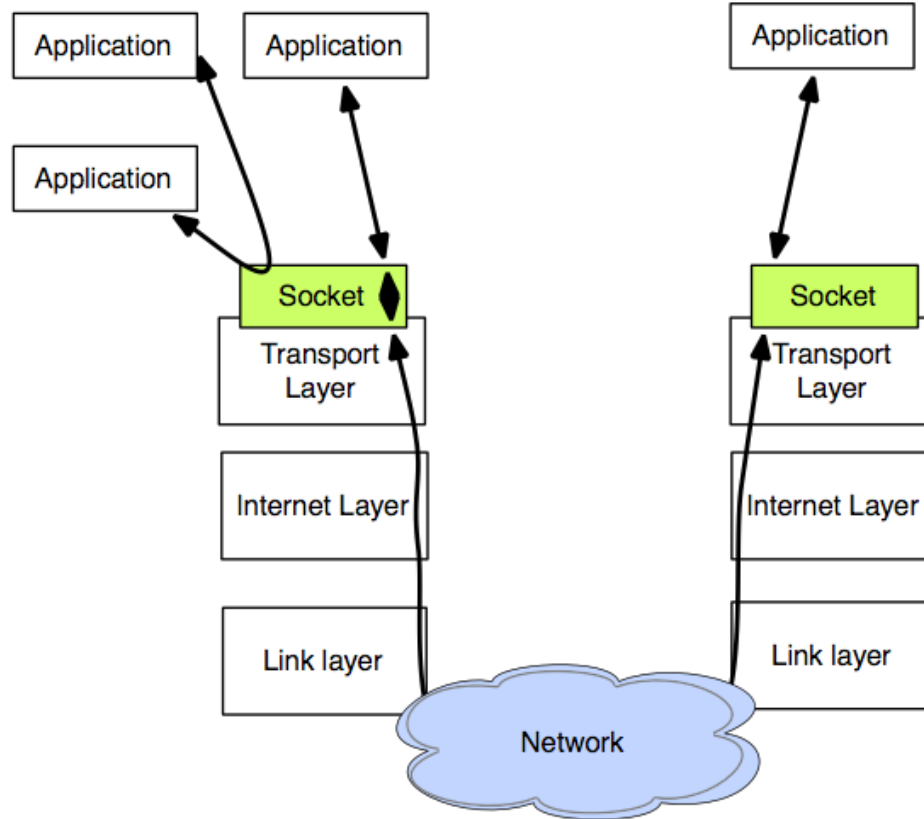 Application
Application
Application
Application
Socket
Socket
Transport
Layer
Transport
Layer
Internet Layer
Internet Layer
Link layer
Link layer
Network